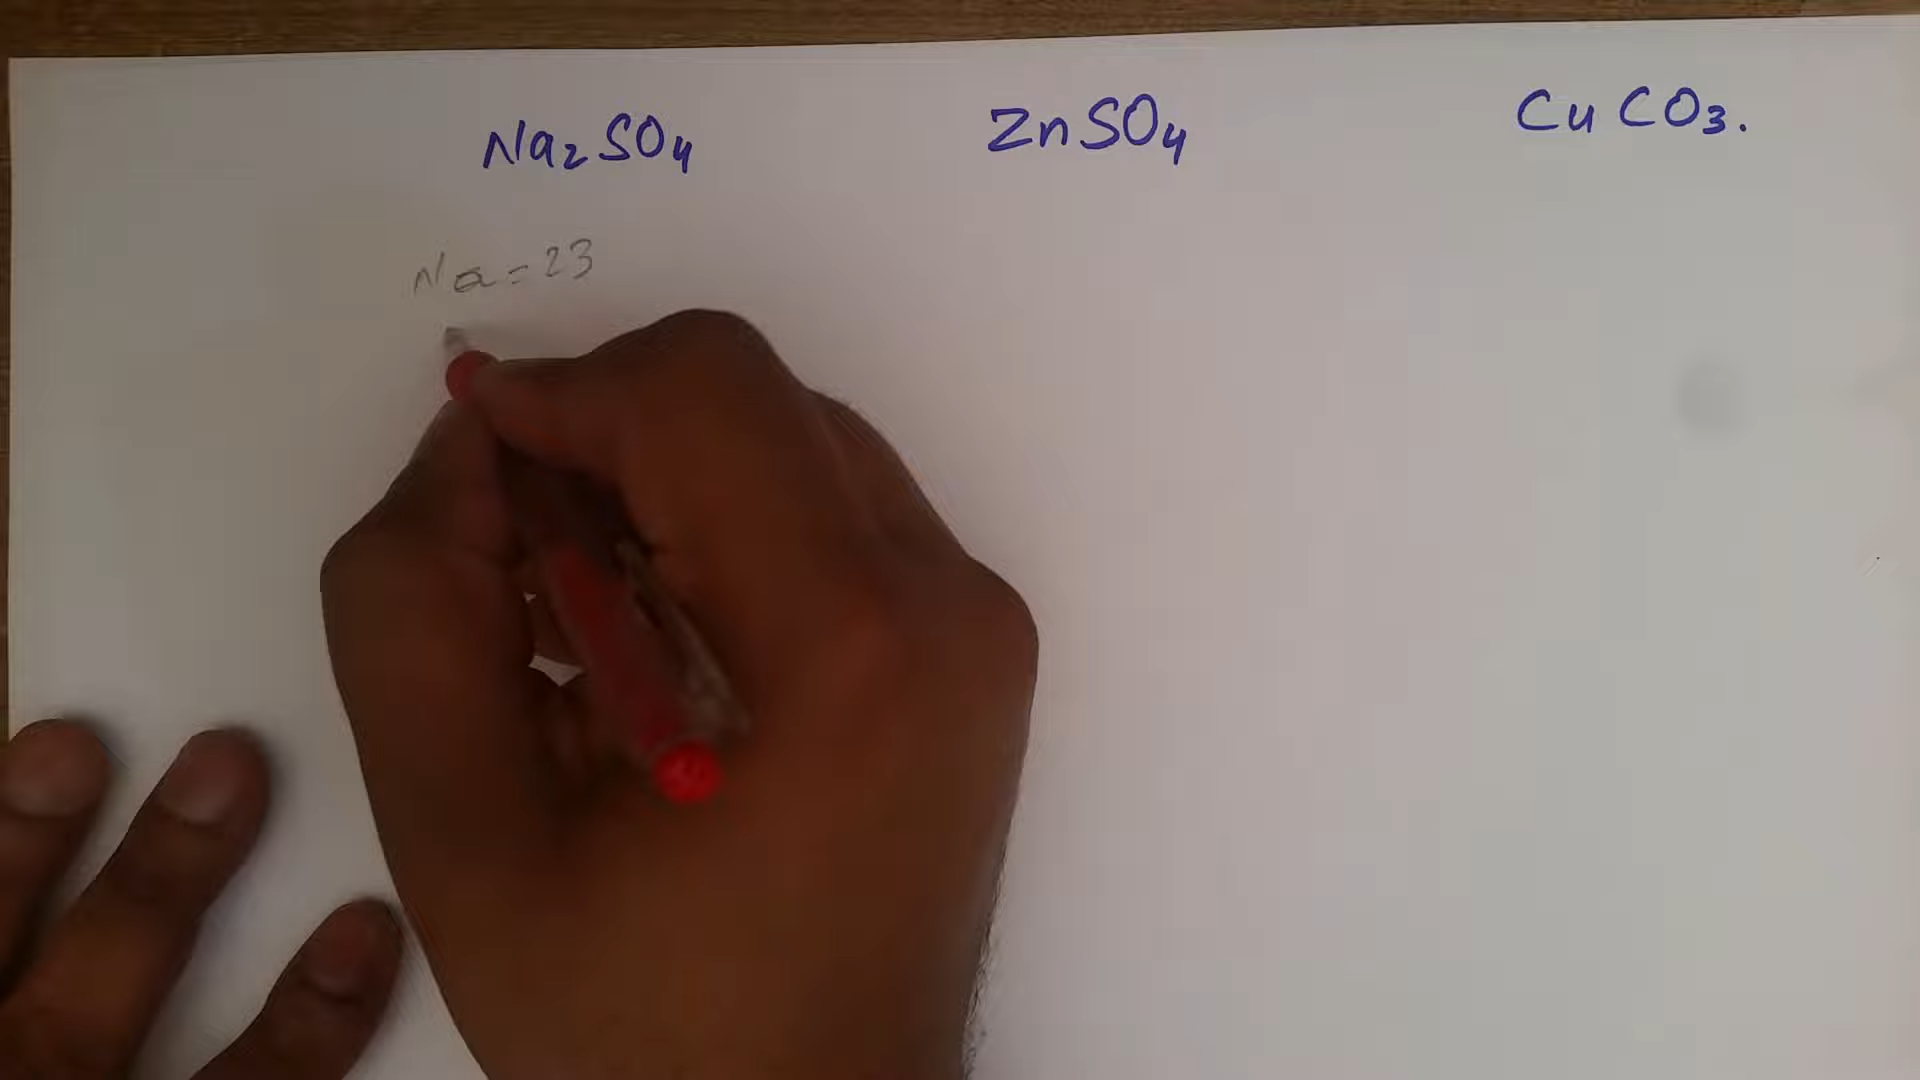 Na₂SO₄ ZnSO₄ CuCO₃.
Na = 23